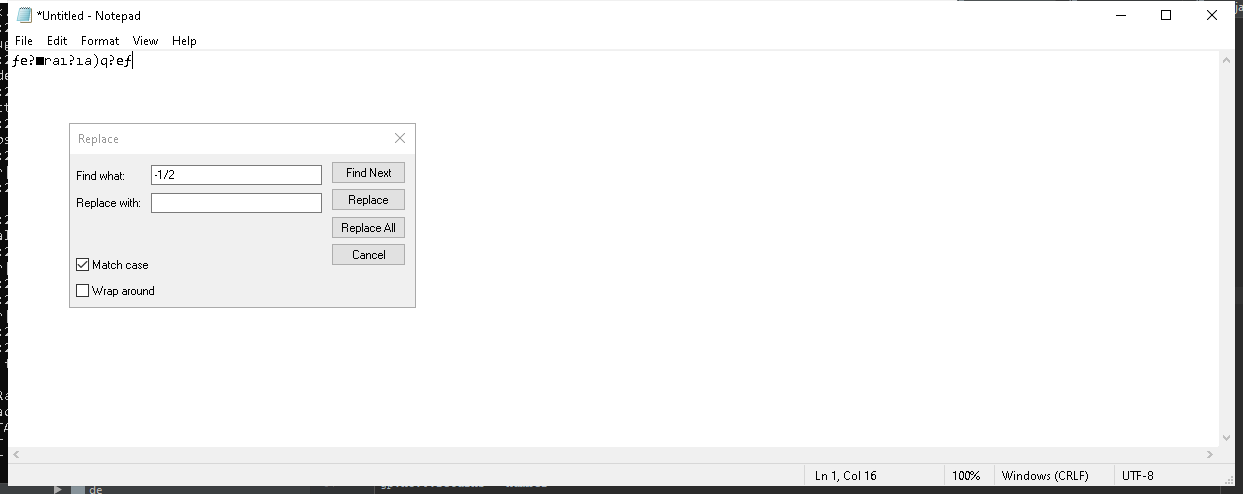 *Untitled - Notepad
File Edit Format View Help
ƒe?■raı?ıa)q?eƒ
Replace
Find what: -1/2 Find Next
Replace with: Replace
Replace All
Cancel
Match case
Wrap around
Ln 1, Col 16 100% Windows (CRLF) UTF-8
de